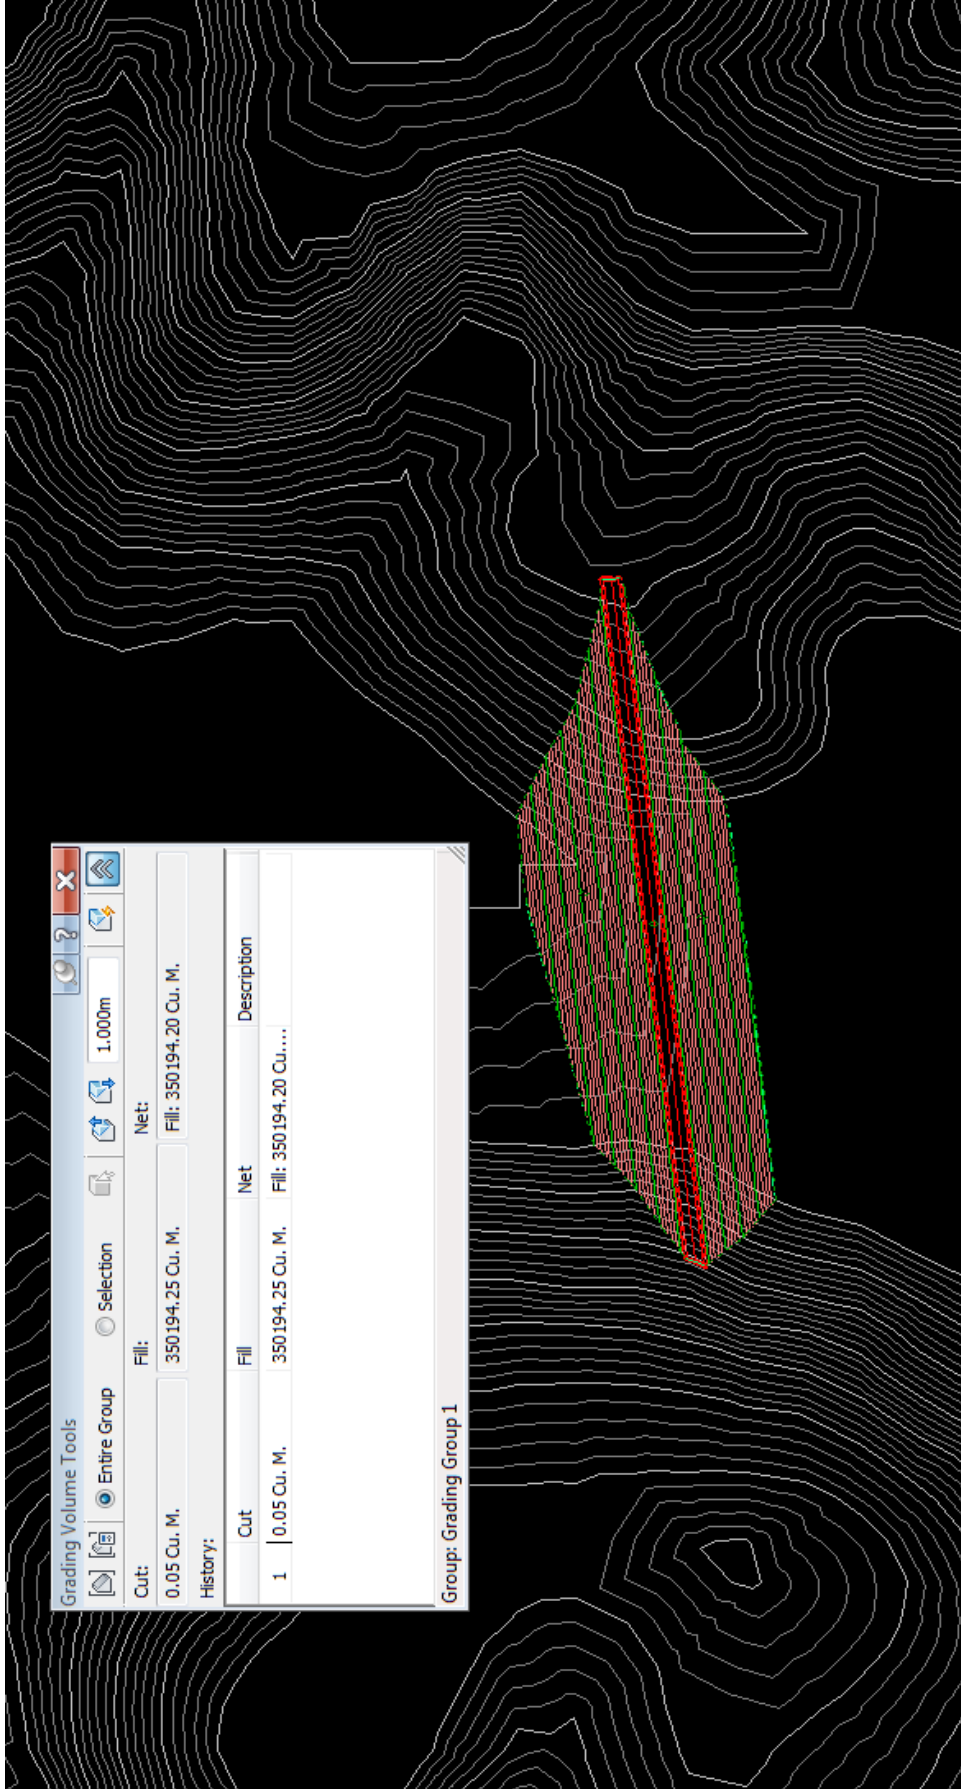 Grading Volume Tools
Entire Group Selection 1.000m
Cut: Fill: Net:
0.05 Cu. M. 350194.25 Cu. M. Fill: 350194.20 Cu. M.
History:
Cut Fill Net Description
1 0.05 Cu. M. 350194.25 Cu. M. Fill: 350194.20 Cu....
Group: Grading Group 1